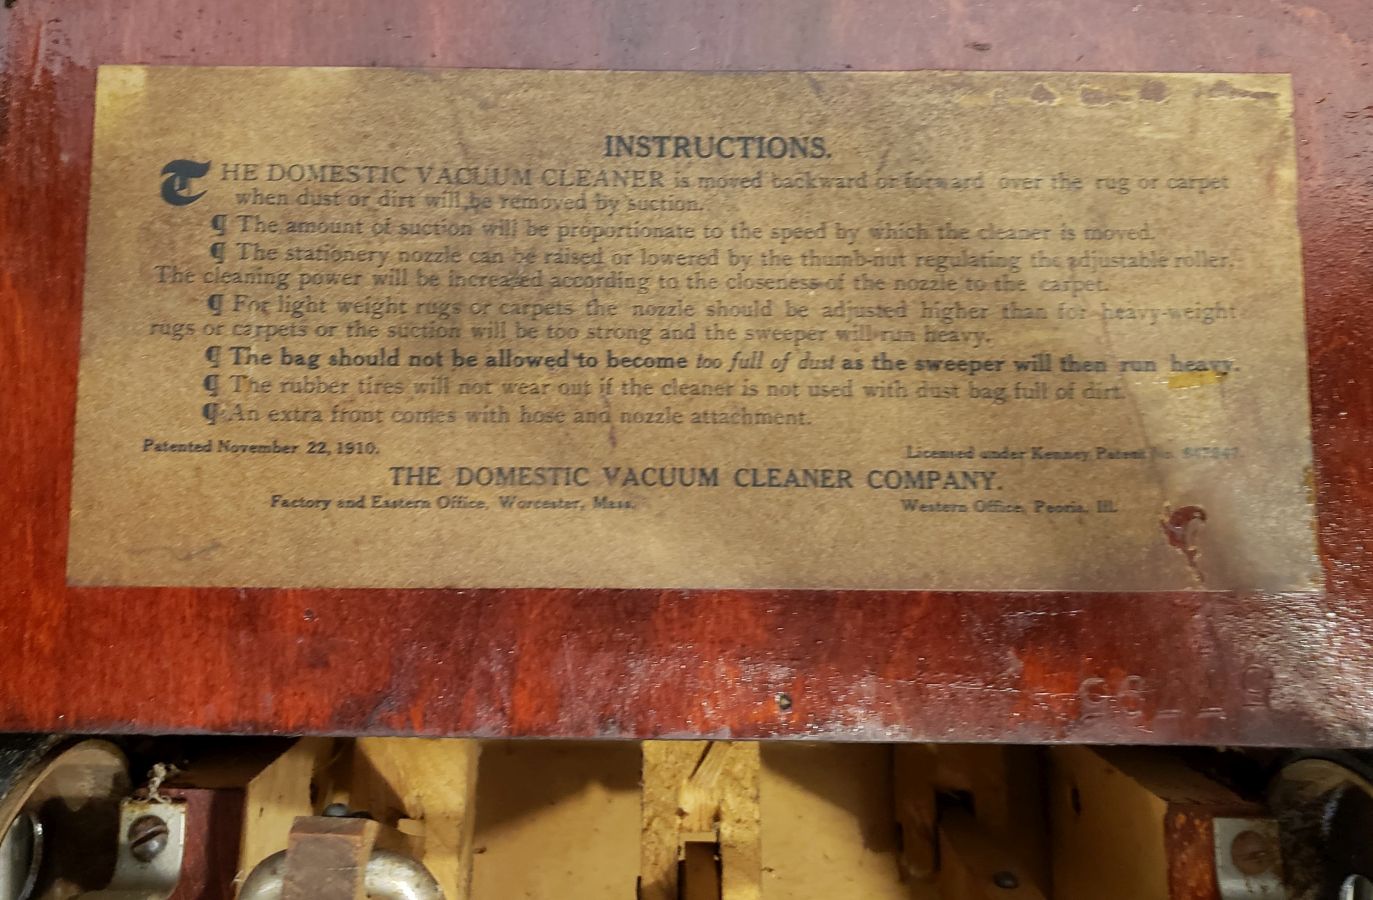 INSTRUCTIONS.
THE DOMESTIC VACUUM CLEANER is moved backward or forward over the rug or carpet
when dust or dirt will be removed by suction.
¶ The amount of suction will be proportionate to the speed by which the cleaner is moved.
¶ The stationery nozzle can be raised or lowered by the thumb-nut regulating the adjustable roller.
The cleaning power will be increased according to the closeness of the nozzle to the carpet.
¶ For light weight rugs or carpets the nozzle should be adjusted higher than for heavy-weight
rugs or carpets or the suction will be too strong and the sweeper will run heavy.
¶ The bag should not be allowed to become too full of dust as the sweeper will then run heavy.
¶ The rubber tires will not wear out if the cleaner is not used with dust bag full of dirt.
¶ An extra front comes with hose and nozzle attachment.
Patented November 22, 1910. Licensed under Kenney Patent No.
THE DOMESTIC VACUUM CLEANER COMPANY.
Factory and Eastern Office, Worcester, Mass. Western Office, Peoria, Ill.